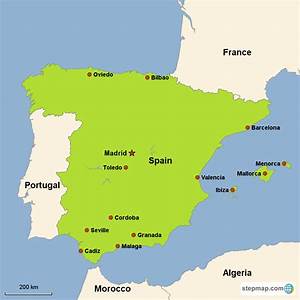 France
Oviedo
Bilbao
Barcelona
Madrid
Spain
Menorca
Toledo
Mallorca
Portugal
Valencia
Ibiza
Cordoba
Seville
Granada
Cadiz
Malaga
Algeria
200 km
Morocco
stepmap.com